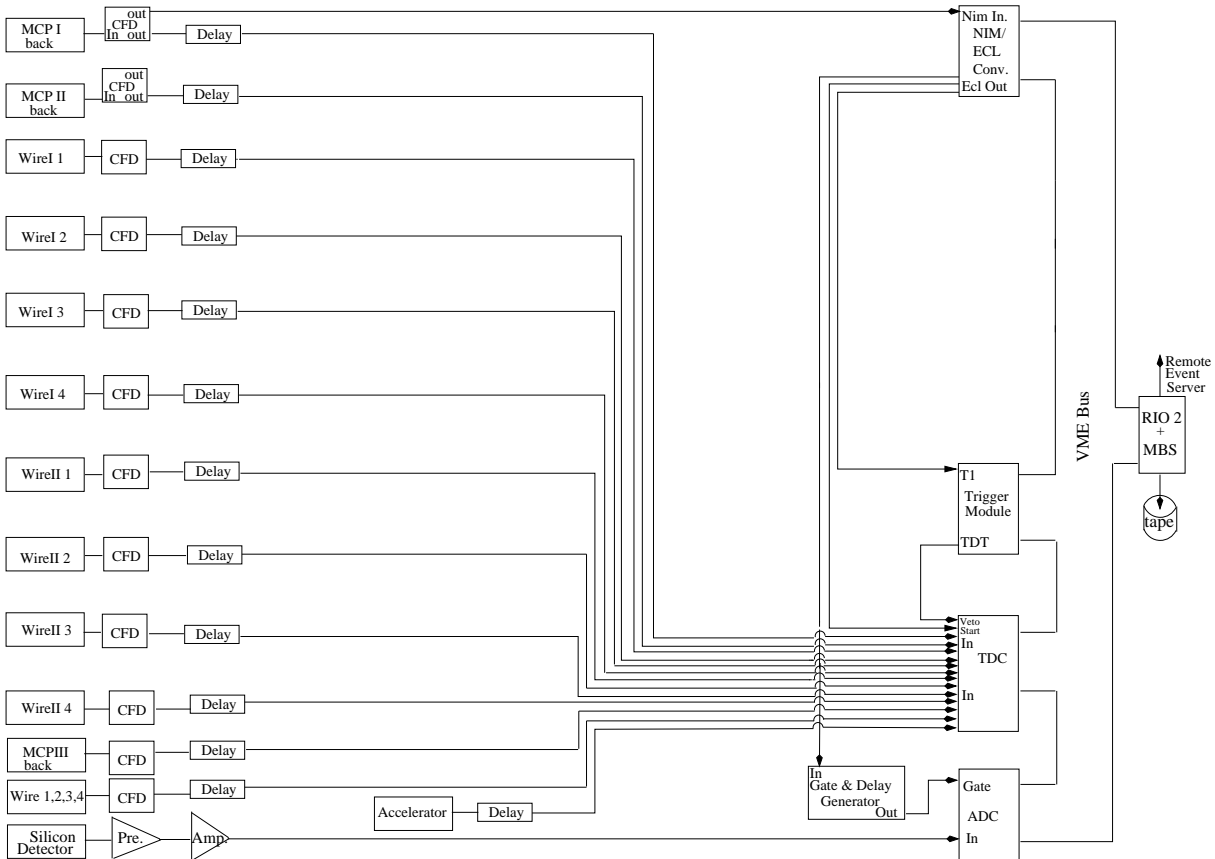 MCP I
back
out
CFD
In out
Delay
Nim In.
NIM/
ECL
Conv.
Ecl Out
MCP II
back
out
CFD
In out
Delay
WireI 1
CFD
Delay
WireI 2
CFD
Delay
WireI 3
CFD
Delay
WireI 4
CFD
Delay
VME Bus
Remote
Event
Server
RIO 2
+
MBS
tape
WireII 1
CFD
Delay
T1
Trigger
Module
TDT
WireII 2
CFD
Delay
WireII 3
CFD
Delay
Veto
Start
In
TDC
In
WireII 4
CFD
Delay
MCPIII
back
CFD
Delay
Wire 1,2,3,4
CFD
Delay
Accelerator
Delay
In
Gate & Delay
Generator
Out
Gate
ADC
In
Silicon
Detector
Pre.
Amp.